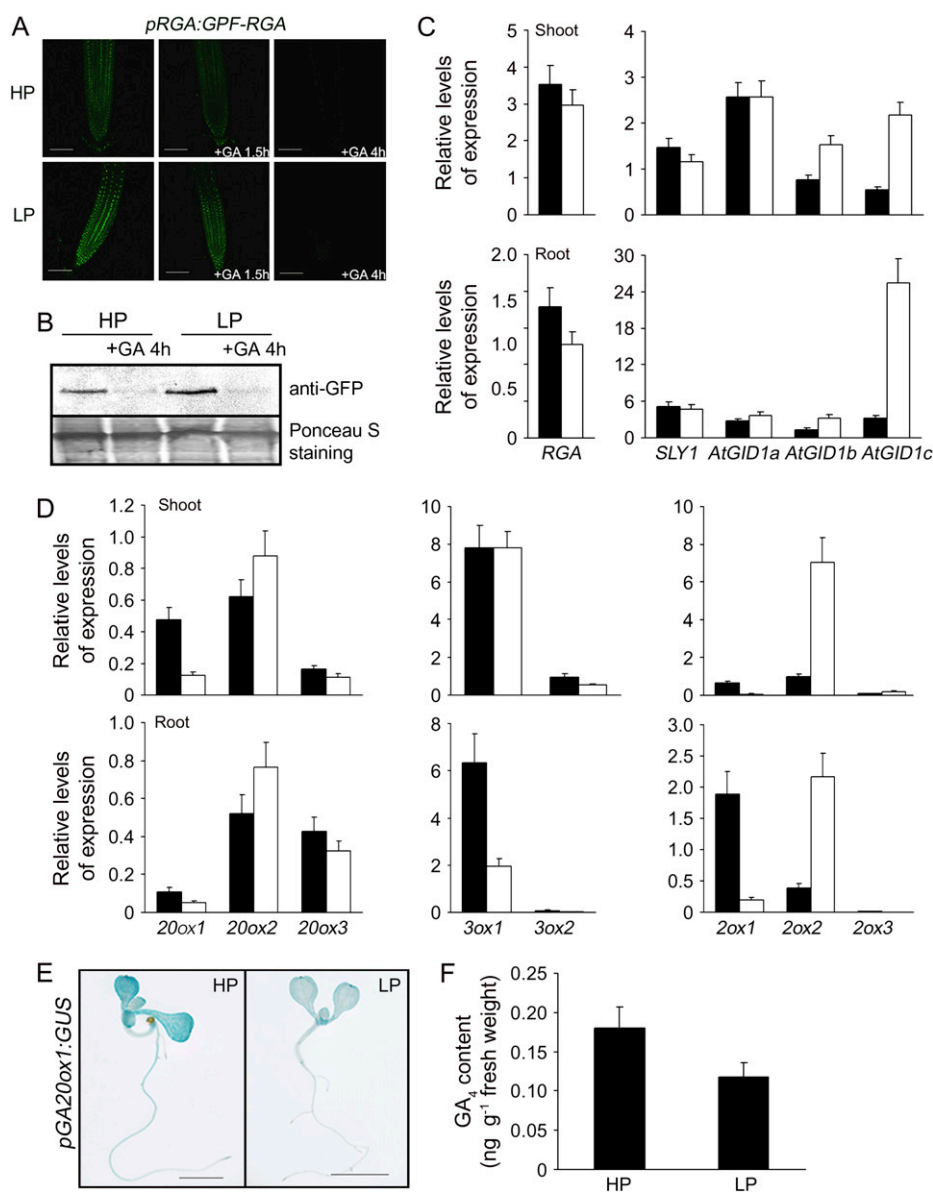 A
pRGA:GPF-RGA
HP
+GA 1.5h
+GA 4h
LP
+GA 1.5h
+GA 4h
B
HP
LP
+GA 4h
+GA 4h
anti-GFP
Ponceau S
staining
C
Relative levels
of expression
Shoot
5
4
3
2
1
0
4
3
2
1
0
Relative levels
of expression
Root
2.0
1.5
1.0
0.5
0
30
24
18
12
6
0
RGA
SLY1
AtGID1a
AtGID1b
AtGID1c
D
Relative levels
of expression
Shoot
1.2
1.0
0.8
0.6
0.4
0.2
0
10
8
6
4
2
0
10
8
6
4
2
0
Relative levels
of expression
Root
1.0
0.8
0.6
0.4
0.2
0
8
6
4
2
0
3.0
2.5
2.0
1.5
1.0
0.5
0
20ox1
20ox2
20ox3
3ox1
3ox2
2ox1
2ox2
2ox3
E
pGA20ox1:GUS
HP
LP
F
GA₄ content
(ng g⁻¹ fresh weight)
0.25
0.20
0.15
0.10
0.05
0
HP
LP